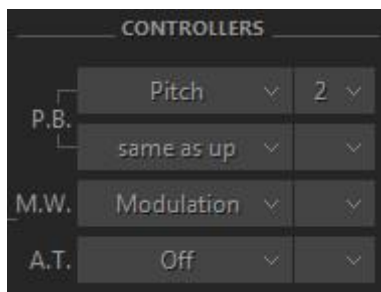 CONTROLLERS
Pitch 2
P.B.
same as up
M.W. Modulation
A.T. Off